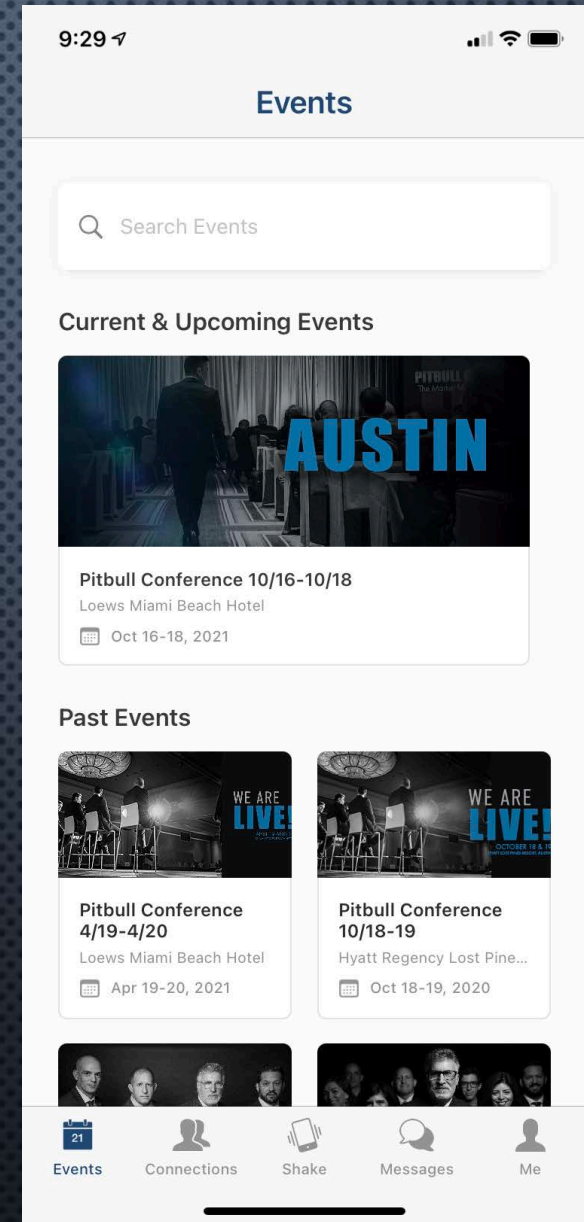 9:29
Events
Search Events
Current & Upcoming Events
PITBULL
The
AUSTIN
Pitbull Conference 10/16-10/18
Loews Miami Beach Hotel
Oct 16-18, 2021
Past Events
WE ARE
LIVE!
Pitbull Conference
4/19-4/20
Loews Miami Beach Hotel
Apr 19-20, 2021
WE ARE
LIVE!
OCTOBER 18 & 19
Pitbull Conference
10/18-19
Hyatt Regency Lost Pine...
Oct 18-19, 2020
21
Events
Connections
Shake
Messages
Me